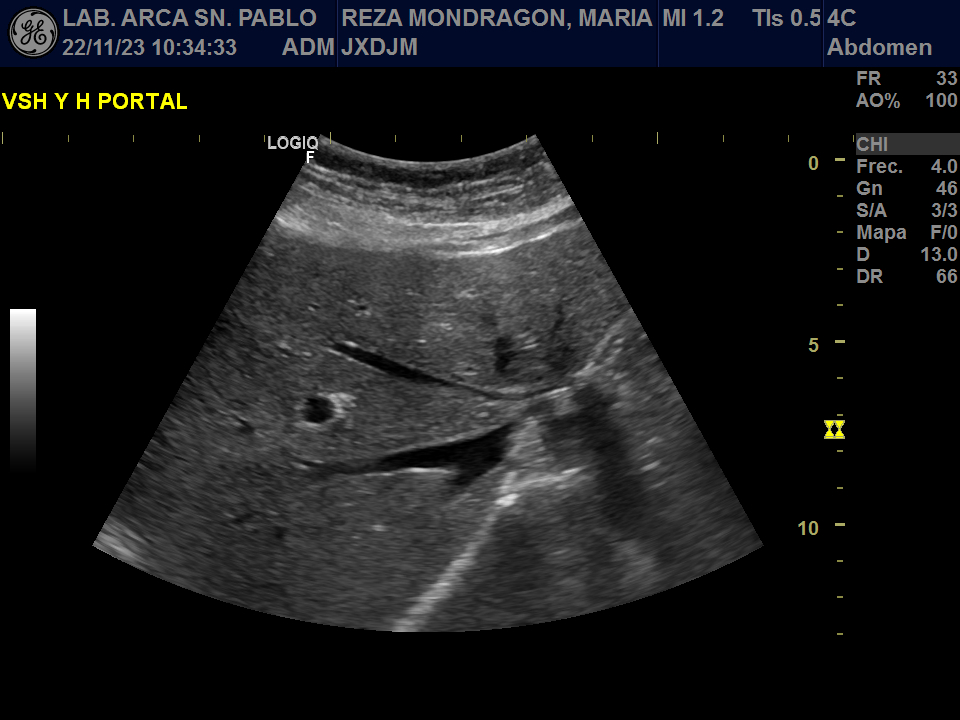 LAB. ARCA SN. PABLO REZA MONDRAGON, MARIA MI 1.2 TIs 0.5 4C
22/11/23 10:34:33 ADM JXDJM Abdomen
FR 33
AO% 100
VSH Y H PORTAL
LOGIQ
F
CHI
Frec. 4.0
Gn 46
S/A 3/3
Mapa F/0
D 13.0
DR 66
0
5
10